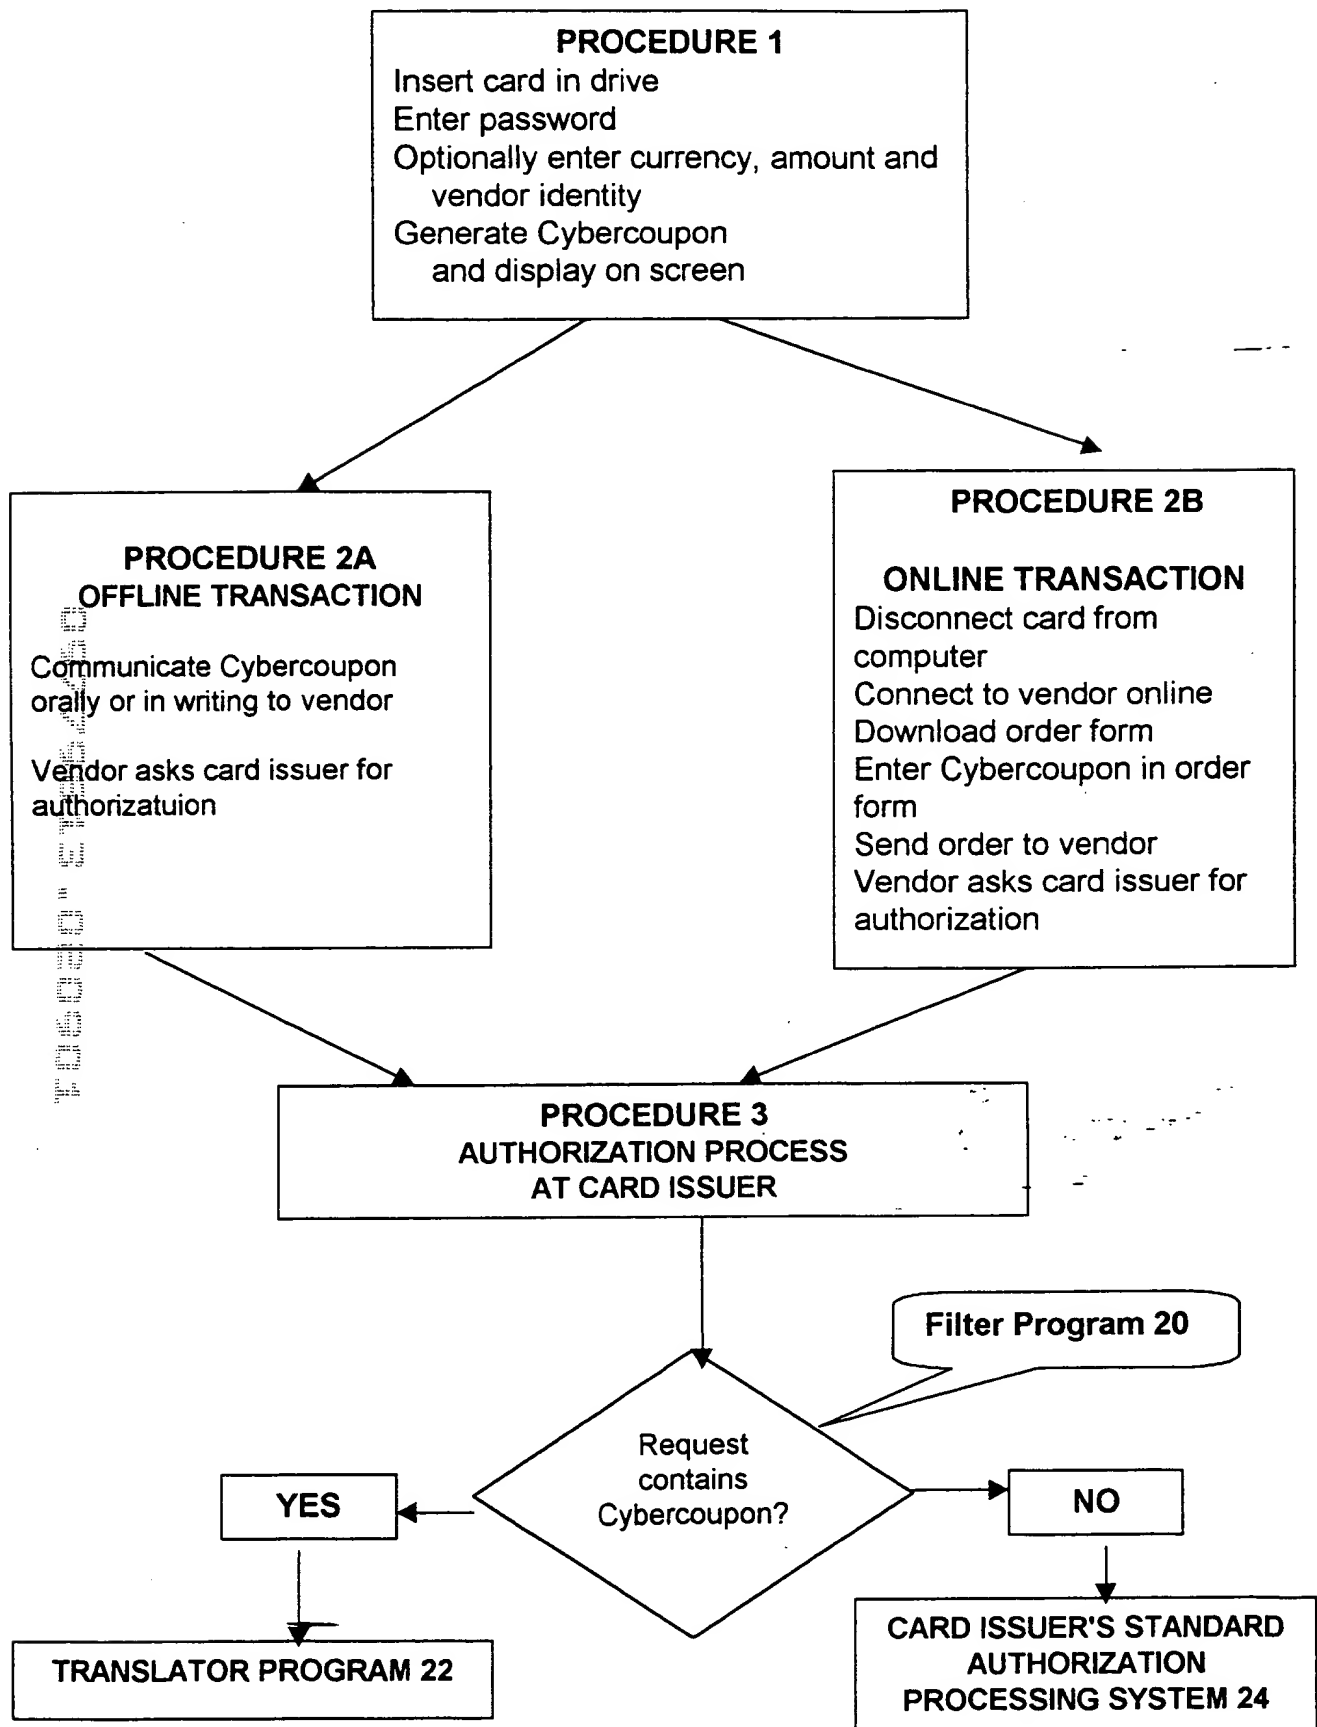 PROCEDURE 1
Insert card in drive
Enter password
Optionally enter currency, amount and
vendor identity
Generate Cybercoupon
and display on screen
PROCEDURE 2A
OFFLINE TRANSACTION
Communicate Cybercoupon
orally or in writing to vendor
Vendor asks card issuer for
authorizatuion
PROCEDURE 2B
ONLINE TRANSACTION
Disconnect card from
computer
Connect to vendor online
Download order form
Enter Cybercoupon in order
form
Send order to vendor
Vendor asks card issuer for
authorization
PROCEDURE 3
AUTHORIZATION PROCESS
AT CARD ISSUER
Filter Program 20
Request
contains
Cybercoupon?
YES
NO
TRANSLATOR PROGRAM 22
CARD ISSUER'S STANDARD
AUTHORIZATION
PROCESSING SYSTEM 24